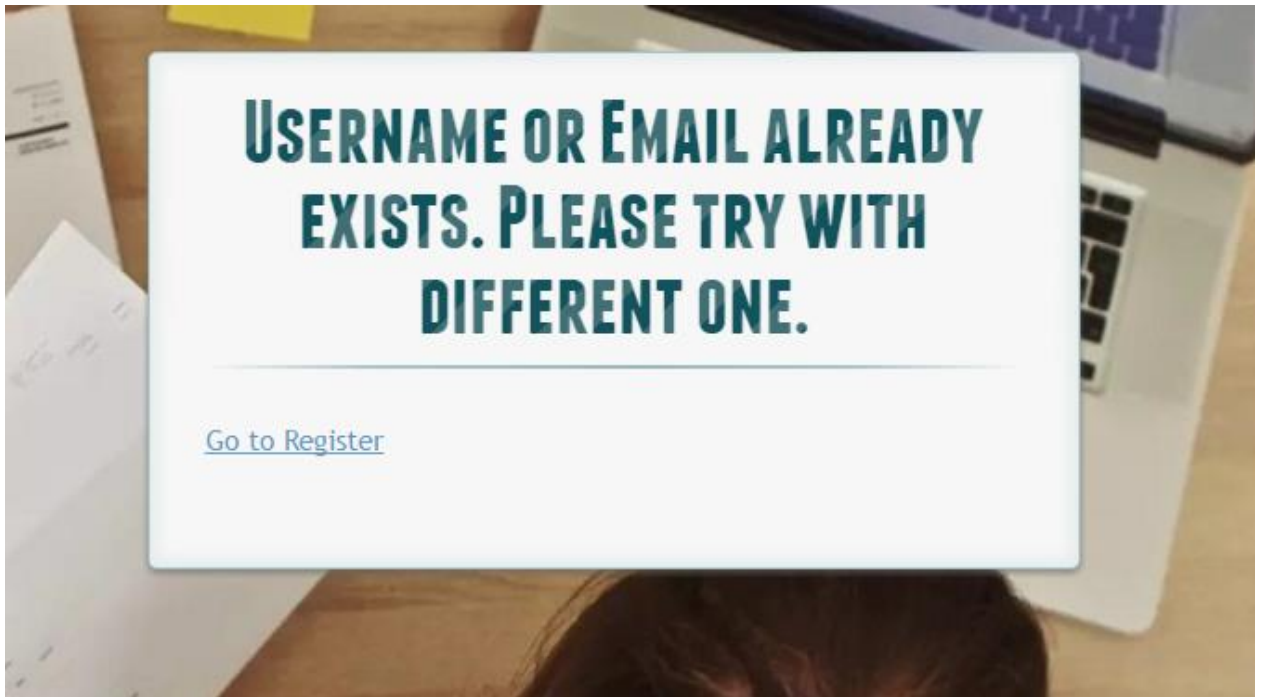 Username or Email already
exists. Please try with
different one.
Go to Register